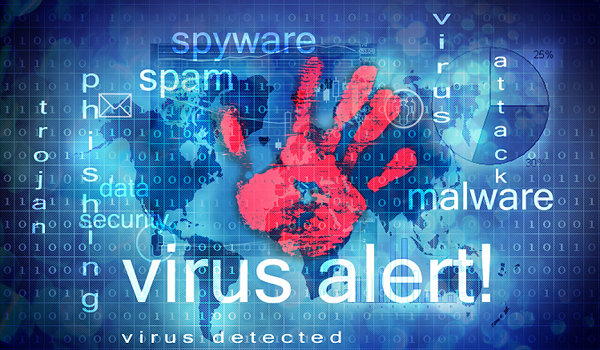 spyware
virus
25%
spam
attack
phishing
trojan
data
security
malware
virus alert!
virus detected